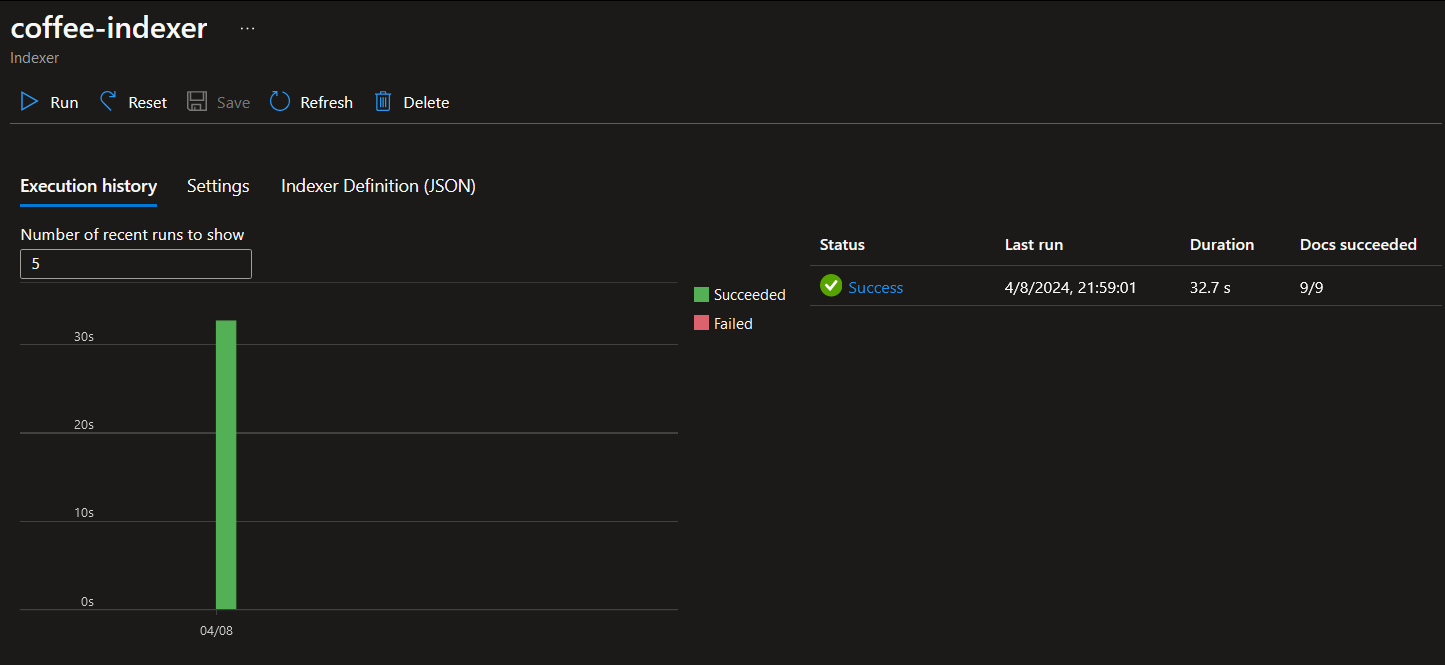 coffee-indexer ...
Indexer
Run Reset Save Refresh Delete
Execution history Settings Indexer Definition (JSON)
Number of recent runs to show
5
30s
20s
10s
0s
04/08
Succeeded
Failed
Status Last run Duration Docs succeeded
Success 4/8/2024, 21:59:01 32.7 s 9/9